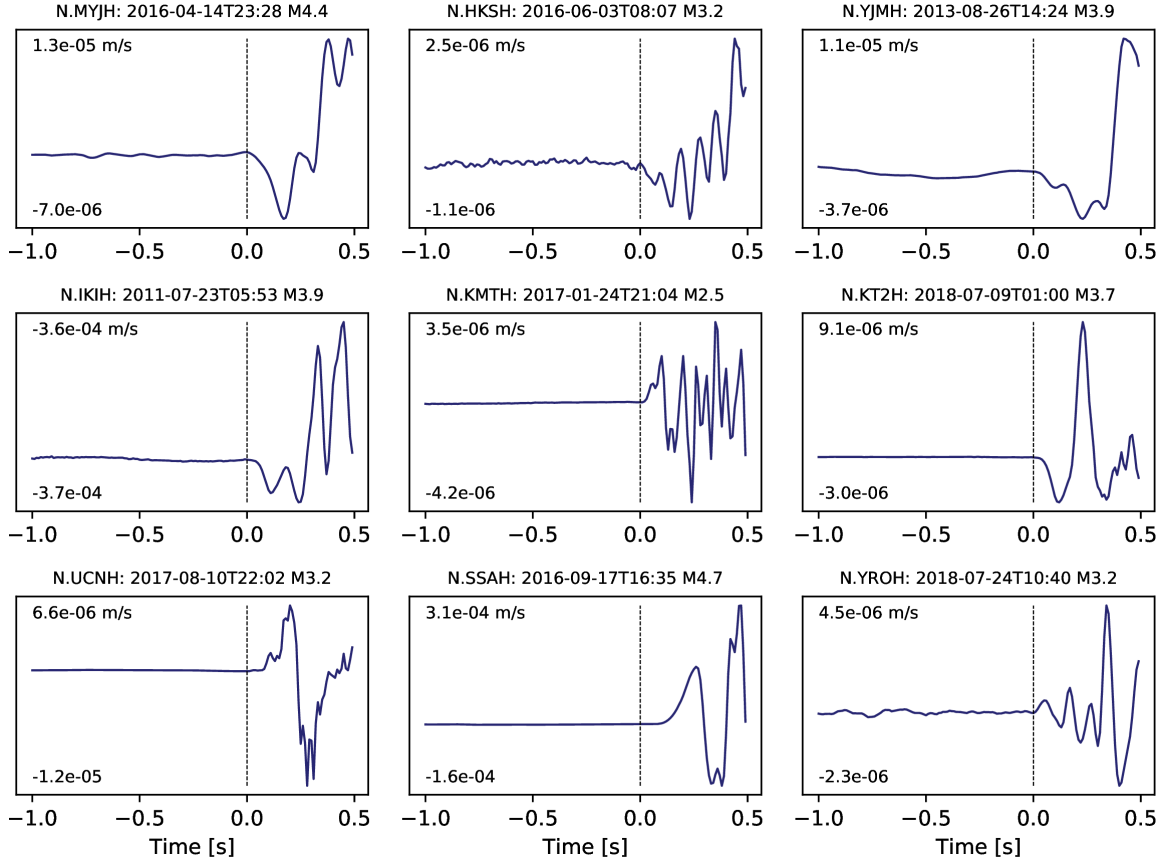 N.MYJH: 2016-04-14T23:28 M4.4
1.3e-05 m/s
-7.0e-06
−1.0 −0.5 0.0 0.5
N.HKSH: 2016-06-03T08:07 M3.2
2.5e-06 m/s
-1.1e-06
−1.0 −0.5 0.0 0.5
N.YJMH: 2013-08-26T14:24 M3.9
1.1e-05 m/s
-3.7e-06
−1.0 −0.5 0.0 0.5
N.IKIH: 2011-07-23T05:53 M3.9
-3.6e-04 m/s
-3.7e-04
−1.0 −0.5 0.0 0.5
N.KMTH: 2017-01-24T21:04 M2.5
3.5e-06 m/s
-4.2e-06
−1.0 −0.5 0.0 0.5
N.KT2H: 2018-07-09T01:00 M3.7
9.1e-06 m/s
-3.0e-06
−1.0 −0.5 0.0 0.5
N.UCNH: 2017-08-10T22:02 M3.2
6.6e-06 m/s
-1.2e-05
−1.0 −0.5 0.0 0.5
Time [s]
N.SSAH: 2016-09-17T16:35 M4.7
3.1e-04 m/s
-1.6e-04
−1.0 −0.5 0.0 0.5
Time [s]
N.YROH: 2018-07-24T10:40 M3.2
4.5e-06 m/s
-2.3e-06
−1.0 −0.5 0.0 0.5
Time [s]